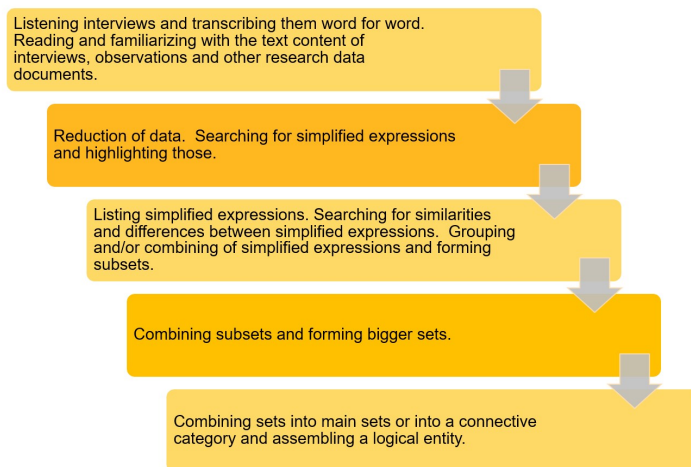 Listening interviews and transcribing them word for word.
Reading and familiarizing with the text content of
interviews, observations and other research data
documents.
Reduction of data.  Searching for simplified expressions
and highlighting those.
Listing simplified expressions. Searching for similarities
and differences between simplified expressions.  Grouping
and/or combining of simplified expressions and forming
subsets.
Combining subsets and forming bigger sets.
Combining sets into main sets or into a connective
category and assembling a logical entity.